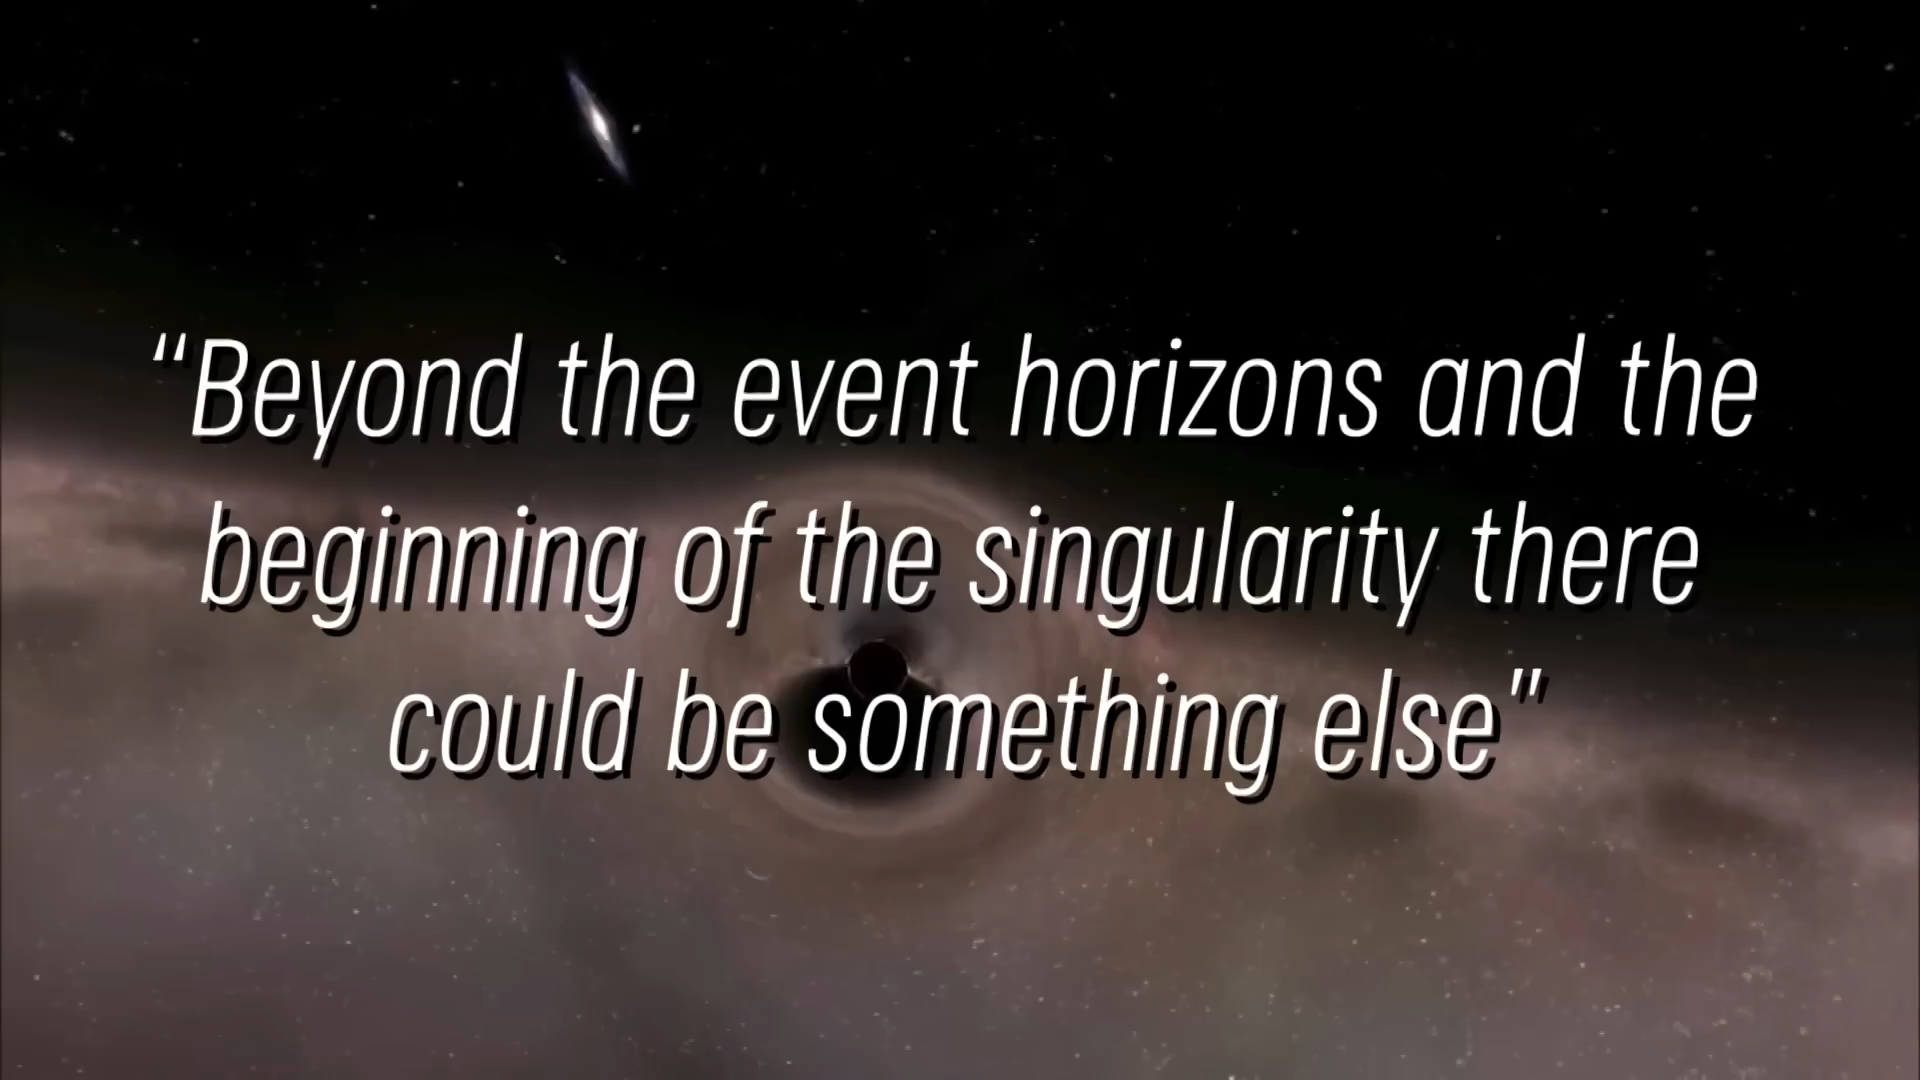 “Beyond the event horizons and the
beginning of the singularity there
could be something else”